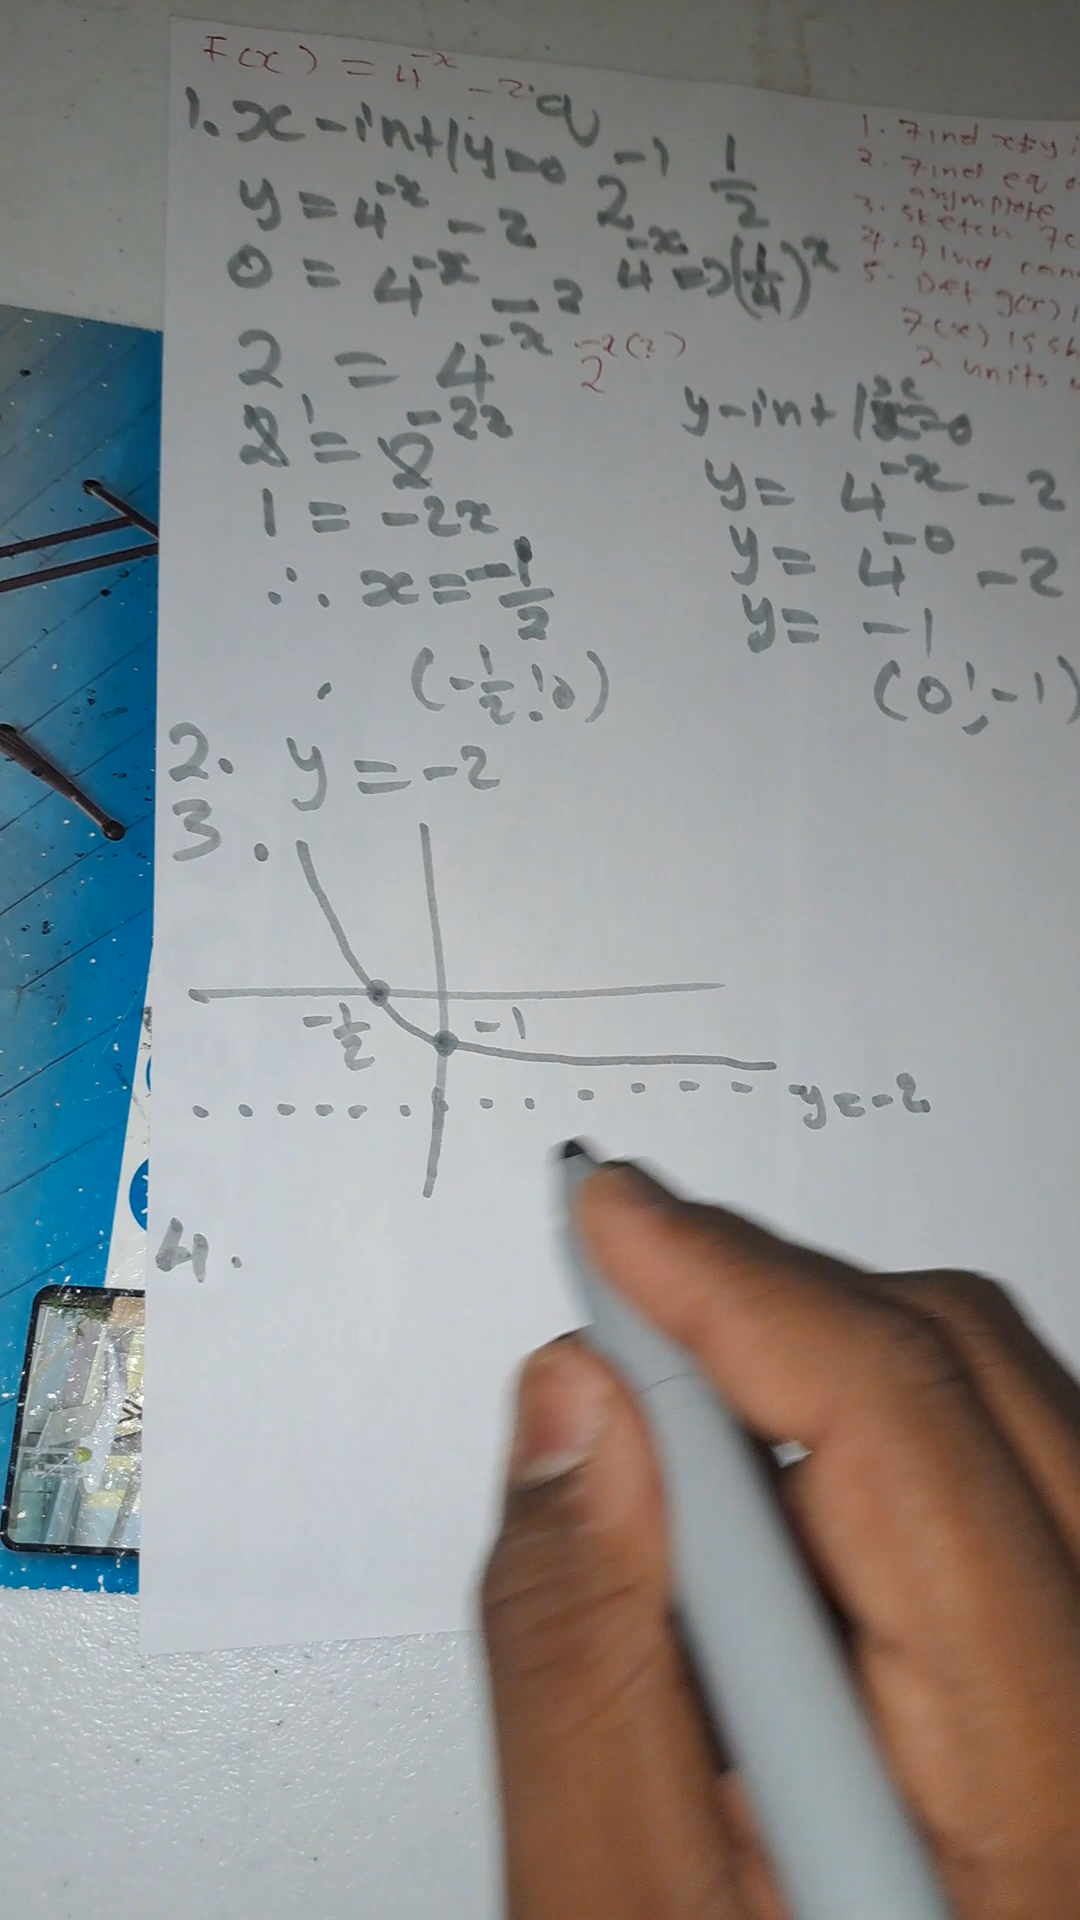 F(x) = 4^-x - 2
q
1. x-int/y=0
y = 4^-x - 2
0 = 4^-x - 2
2 = 4^-x
2^1 = 2^-2x
1 = -2x
∴ x = -1/2
(-1/2 ; 0)
2^-1 1/2
4^-x => (1/4)^x
2^-x(2)
1. Find x+y
2. Find eq o
asymptote
3. sketch
4. Find ran
5. Det g(x)
f(x) is sh
2 units
y-int/x=0
y = 4^-x - 2
y = 4^-0 - 2
y = -1
(0 ; -1)
2. y = -2
3.
-1/2
-1
y = -2
4.